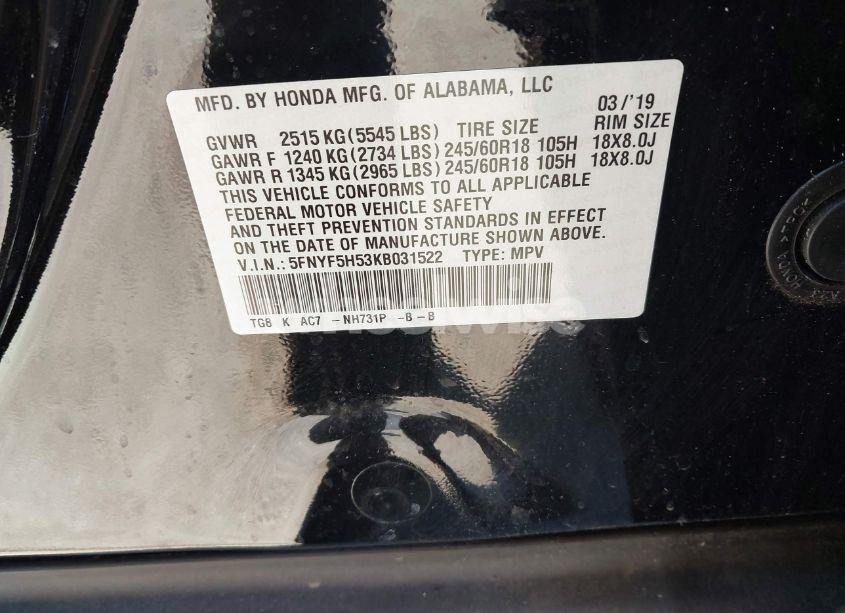 MFD. BY HONDA MFG. OF ALABAMA, LLC 03/'19
GVWR 2515 KG(5545 LBS) TIRE SIZE RIM SIZE
GAWR F 1240 KG(2734 LBS) 245/60R18 105H 18X8.0J
GAWR R 1345 KG(2965 LBS) 245/60R18 105H 18X8.0J
THIS VEHICLE CONFORMS TO ALL APPLICABLE
FEDERAL MOTOR VEHICLE SAFETY
AND THEFT PREVENTION STANDARDS IN EFFECT
ON THE DATE OF MANUFACTURE SHOWN ABOVE.
V.I.N.: 5FNYF5H53KB031522 TYPE: MPV
TG8 K AC7 -NH731P -B-B
HONDA